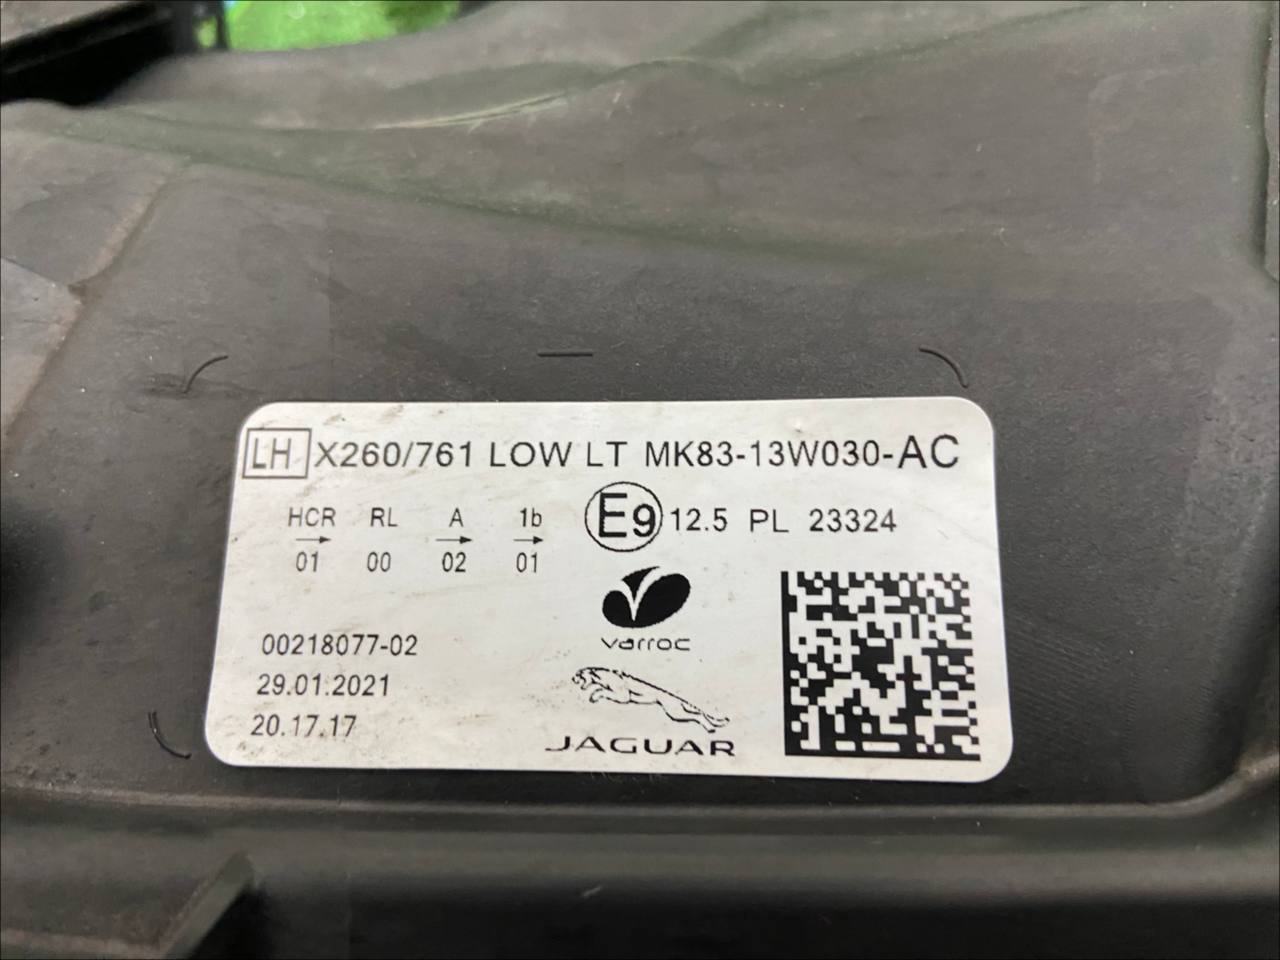 LH X260/761 LOW LT MK83-13W030-AC
HCR RL A 1b E9 12.5 PL 23324
01 00 02 01
varroc
00218077-02
29.01.2021
20.17.17
JAGUAR